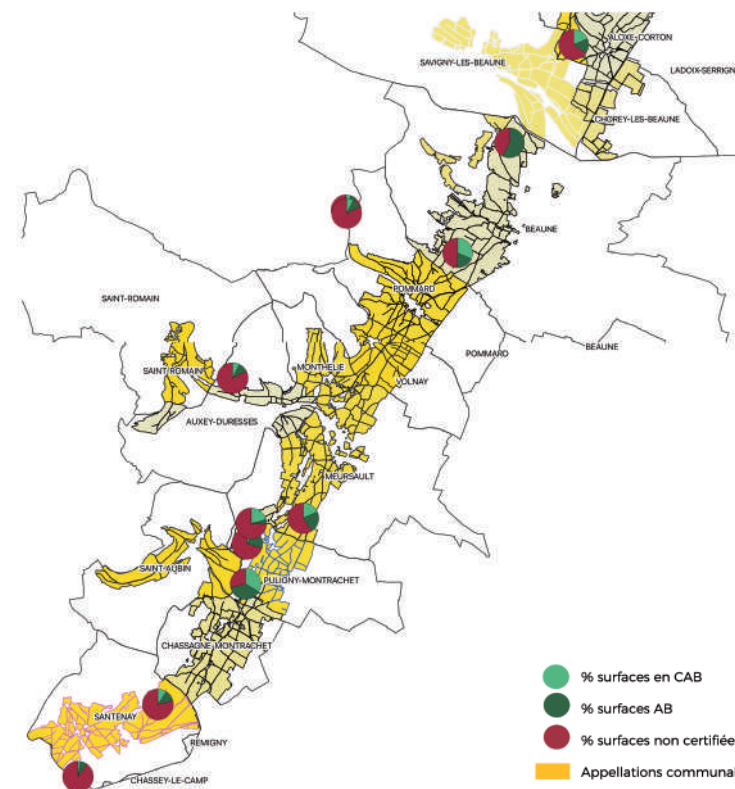 ALOXE-CORTON
SAVIGNY-LES-BEAUNE
LADOIX-SERRIGN
CHOREY-LES-BEAUNE
BEAUNE
POMMARD
SAINT-ROMAIN
BEAUNE
POMMARD
MONTHELIE
SAINT-ROMAIN
VOLNAY
AUXEY-DURESSES
MEURSAULT
SAINT-AUBIN
PULIGNY-MONTRACHET
CHASSAGNE-MONTRACHET
SANTENAY
REMIGNY
CHASSEY-LE-CAMP
% surfaces en CAB
% surfaces AB
% surfaces non certifiée
Appellations communal